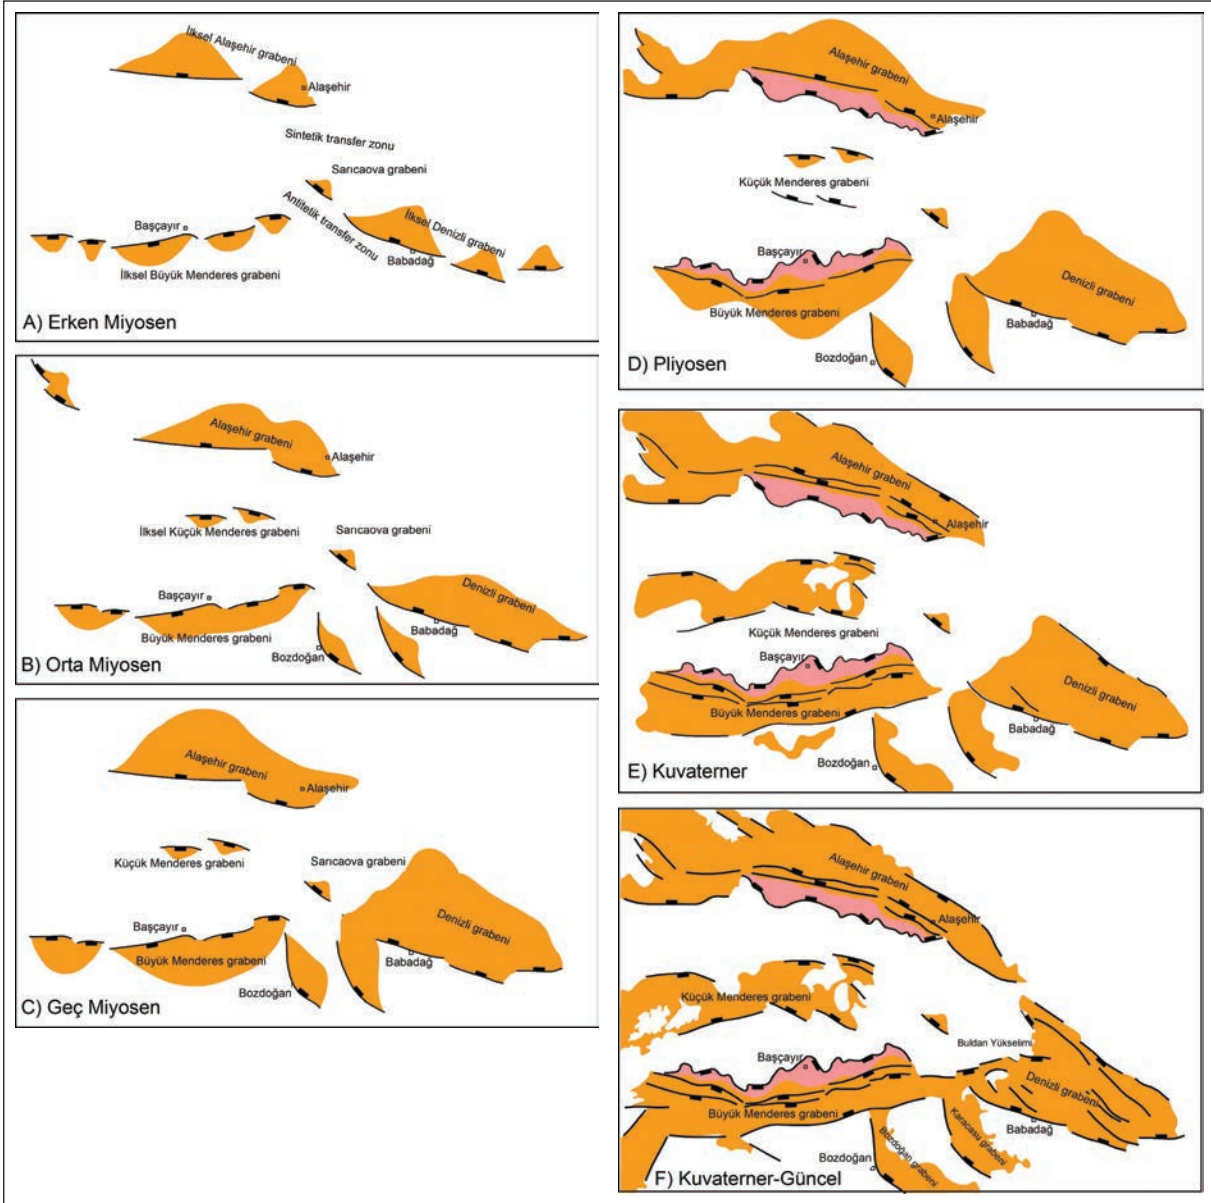 İlksel Alaşehir grabeni
Alaşehir
Sintetik transfer zonu
Sarıcaova grabeni
Antitetik transfer zonu
İlksel Denizli grabeni
Başçayır
Babadağ
İlksel Büyük Menderes grabeni
A) Erken Miyosen
Alaşehir grabeni
Alaşehir
İlksel Küçük Menderes grabeni
Sarıcaova grabeni
Başçayır
Denizli grabeni
Büyük Menderes grabeni
Babadağ
Bozdoğan
B) Orta Miyosen
Alaşehir grabeni
Alaşehir
Küçük Menderes grabeni
Sarıcaova grabeni
Başçayır
Denizli grabeni
Büyük Menderes grabeni
Babadağ
Bozdoğan
C) Geç Miyosen
Alaşehir grabeni
Alaşehir
Küçük Menderes grabeni
Başçayır
Denizli grabeni
Büyük Menderes grabeni
Babadağ
Bozdoğan
D) Pliyosen
Alaşehir grabeni
Alaşehir
Küçük Menderes grabeni
Başçayır
Denizli grabeni
Büyük Menderes grabeni
Babadağ
Bozdoğan
E) Kuvaterner
Alaşehir grabeni
Alaşehir
Küçük Menderes grabeni
Buldan Yükselimi
Başçayır
Denizli grabeni
Büyük Menderes grabeni
Babadağ
Karacasu grabeni
Bozdoğan grabeni
Bozdoğan
F) Kuvaterner-Güncel